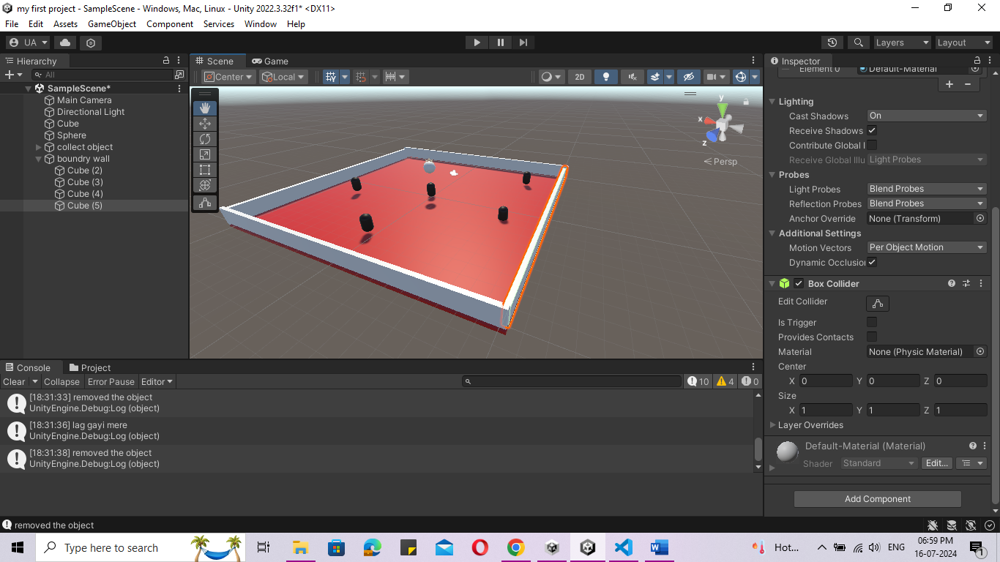 my first project - SampleScene - Windows, Mac, Linux - Unity 2022.3.32f1* <DX11>
File Edit Assets GameObject Component Services Window Help
UA Layers Layout
Hierarchy
All
SampleScene*
Main Camera
Directional Light
Cube
Sphere
collect object
boundry wall
Cube (2)
Cube (3)
Cube (4)
Cube (5)
Scene Game
Center Local 2D
y
x
z
Persp
Inspector
Element 0 Default-Material
Lighting
Cast Shadows On
Receive Shadows
Contribute Global I
Receive Global Illu Light Probes
Probes
Light Probes Blend Probes
Reflection Probes Blend Probes
Anchor Override None (Transform)
Additional Settings
Motion Vectors Per Object Motion
Dynamic Occlusion
Box Collider
Edit Collider
Is Trigger
Provides Contacts
Material None (Physic Material)
Center
X 0 Y 0 Z 0
Size
X 1 Y 1 Z 1
Layer Overrides
Default-Material (Material)
Shader Standard Edit...
Add Component
Console Project
Clear Collapse Error Pause Editor 10 4 0
[18:31:33] removed the object
UnityEngine.Debug:Log (object)
[18:31:36] lag gayi mere
UnityEngine.Debug:Log (object)
[18:31:38] removed the object
UnityEngine.Debug:Log (object)
removed the object
Type here to search
Hot... ENG
06:59 PM
16-07-2024
1